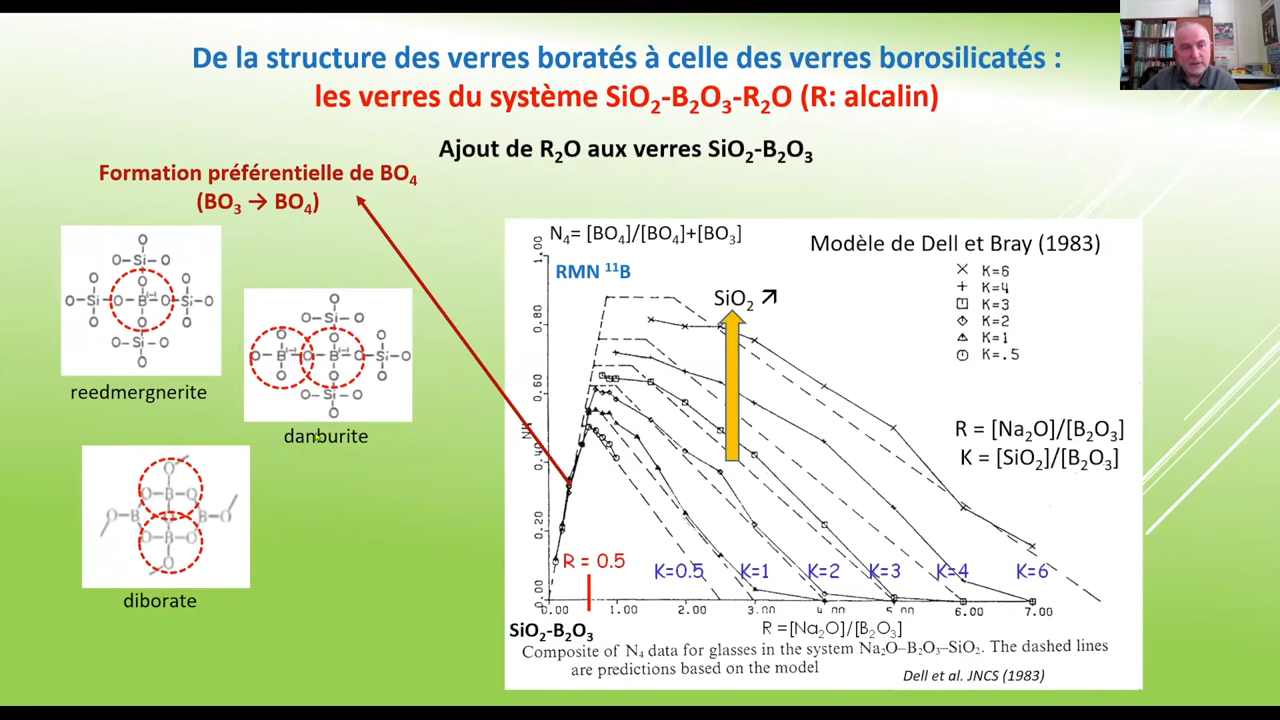 De la structure des verres boratés à celle des verres borosilicatés :
les verres du système SiO₂-B₂O₃-R₂O (R: alcalin)
Ajout de R₂O aux verres SiO₂-B₂O₃
Formation préférentielle de BO₄
(BO₃ → BO₄)
reedmergnerite
danburite
diborate
N₄= [BO₄]/[BO₄]+[BO₃]
Modèle de Dell et Bray (1983)
RMN ¹¹B
SiO₂ ↗
K=6
K=4
K=3
K=2
K=1
K=.5
R = [Na₂O]/[B₂O₃]
K = [SiO₂]/[B₂O₃]
1.00
0.80
0.60
0.40
0.20
0.00
R = 0.5
K=0.5
K=1
K=2
K=3
K=4
K=6
0.00 1.00 2.00 3.00 4.00 5.00 6.00 7.00
SiO₂-B₂O₃
R =[Na₂O]/[B₂O₃]
Composite of N₄ data for glasses in the system Na₂O–B₂O₃–SiO₂. The dashed lines
are predictions based on the model
Dell et al. JNCS (1983)